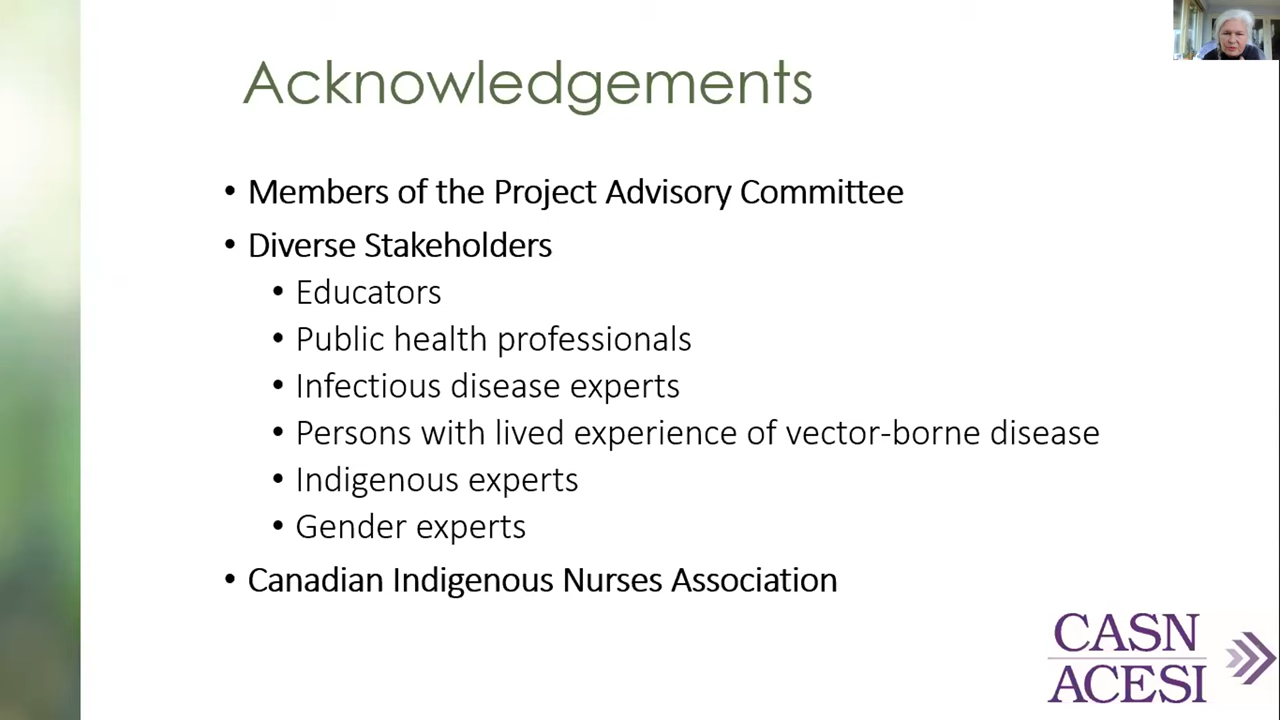 Acknowledgements
• Members of the Project Advisory Committee
• Diverse Stakeholders
• Educators
• Public health professionals
• Infectious disease experts
• Persons with lived experience of vector-borne disease
• Indigenous experts
• Gender experts
• Canadian Indigenous Nurses Association
CASN
ACESI